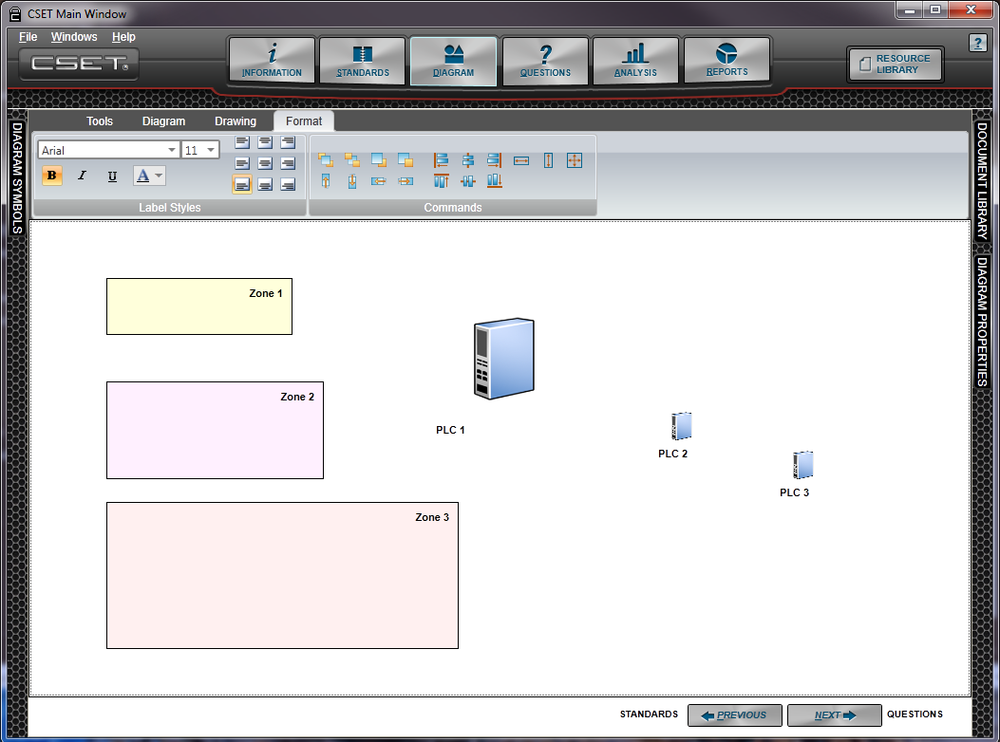 CSET Main Window
File Windows Help
CSET®
INFORMATION
STANDARDS
DIAGRAM
QUESTIONS
ANALYSIS
REPORTS
?
RESOURCE
LIBRARY
DIAGRAM SYMBOLS
Tools Diagram Drawing Format
Arial 11
B I U A
Label Styles
Commands
DOCUMENT LIBRARY
DIAGRAM PROPERTIES
Zone 1
Zone 2
Zone 3
PLC 1
PLC 2
PLC 3
STANDARDS PREVIOUS NEXT QUESTIONS